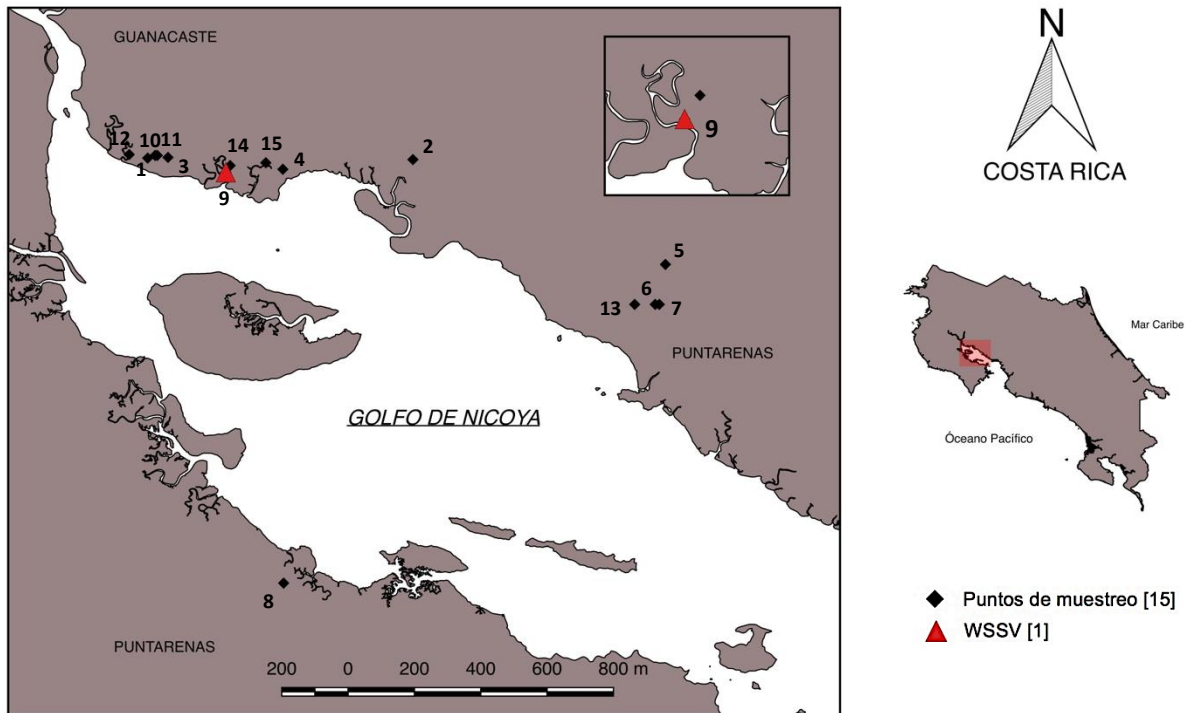 GUANACASTE
12
10
11
1
3
14
15
4
2
9
9
5
6
13
7
PUNTARENAS
GOLFO DE NICOYA
8
PUNTARENAS
200 0 200 400 600 800 m
N
COSTA RICA
Mar Caribe
Óceano Pacífico
Puntos de muestreo [15]
WSSV [1]